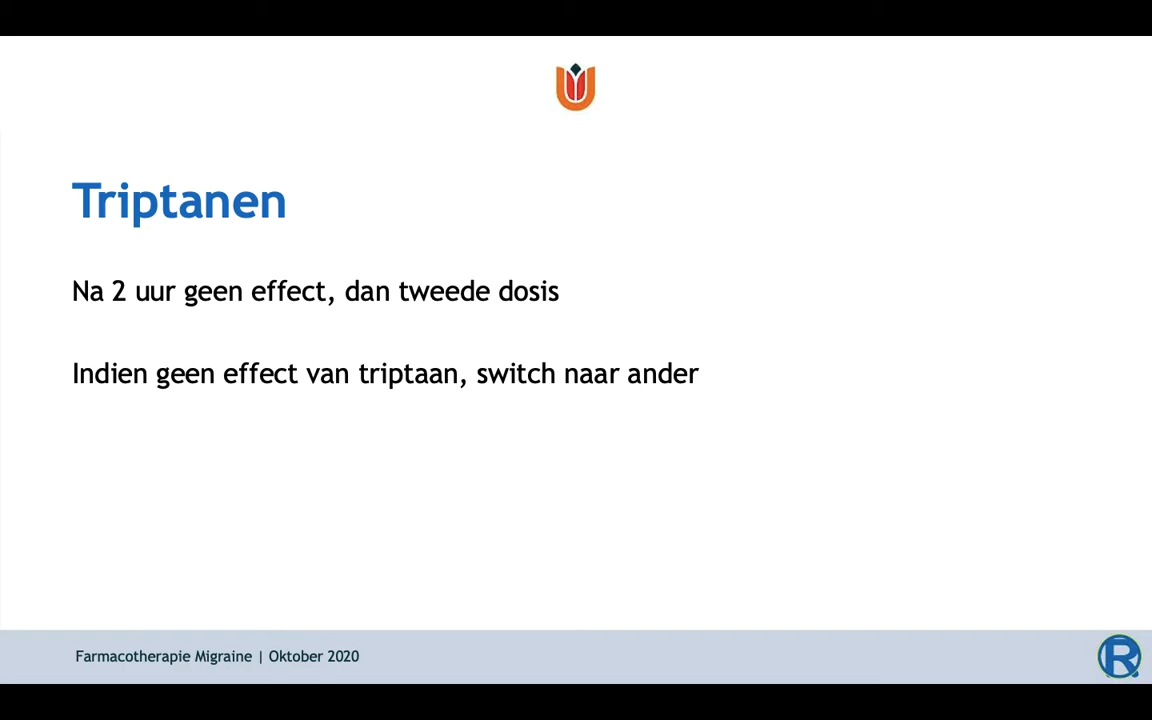 Triptanen
Na 2 uur geen effect, dan tweede dosis
Indien geen effect van triptaan, switch naar ander
Farmacotherapie Migraine | Oktober 2020
R